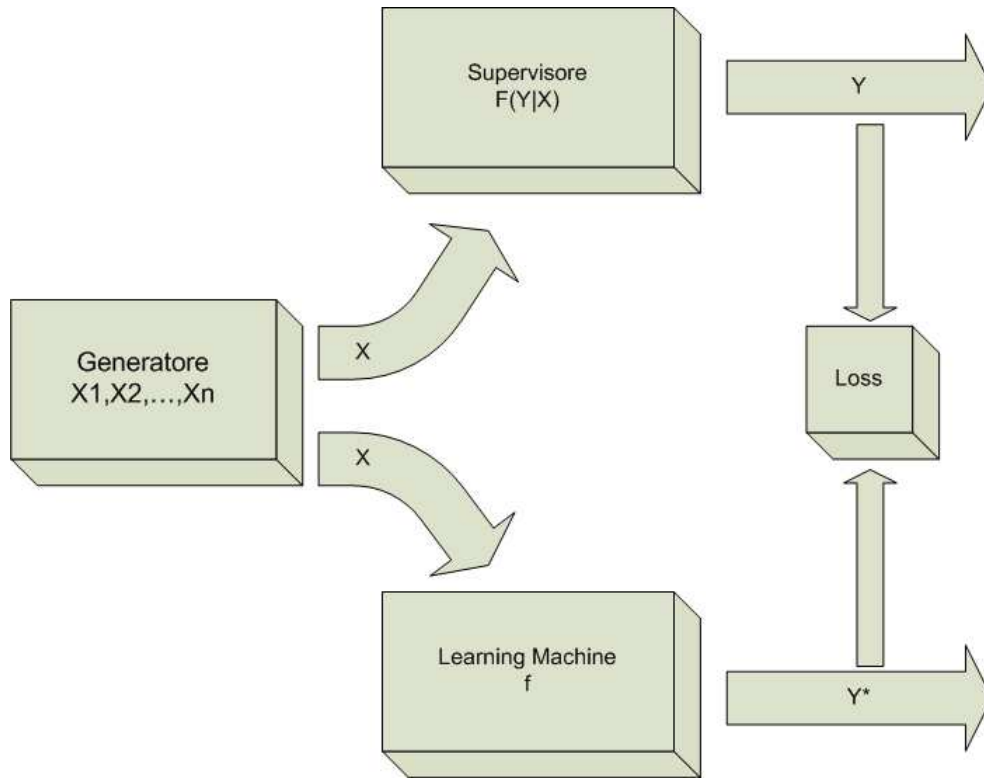 Supervisore
F(Y|X)
Y
X
Generatore
X1,X2,...,Xn
Loss
X
Learning Machine
f
Y*